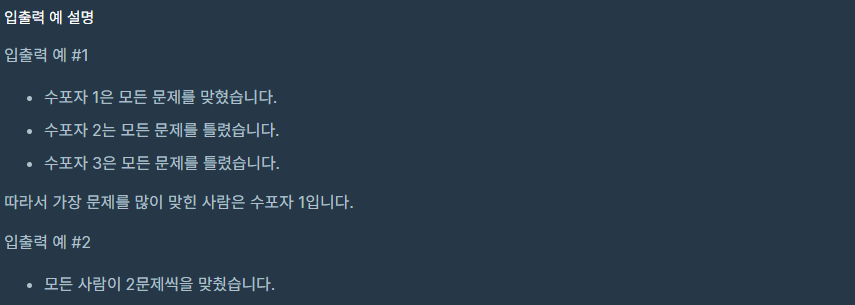 입출력 예 설명
입출력 예 #1
• 수포자 1은 모든 문제를 맞혔습니다.
• 수포자 2는 모든 문제를 틀렸습니다.
• 수포자 3은 모든 문제를 틀렸습니다.
따라서 가장 문제를 많이 맞힌 사람은 수포자 1입니다.
입출력 예 #2
• 모든 사람이 2문제씩을 맞췄습니다.